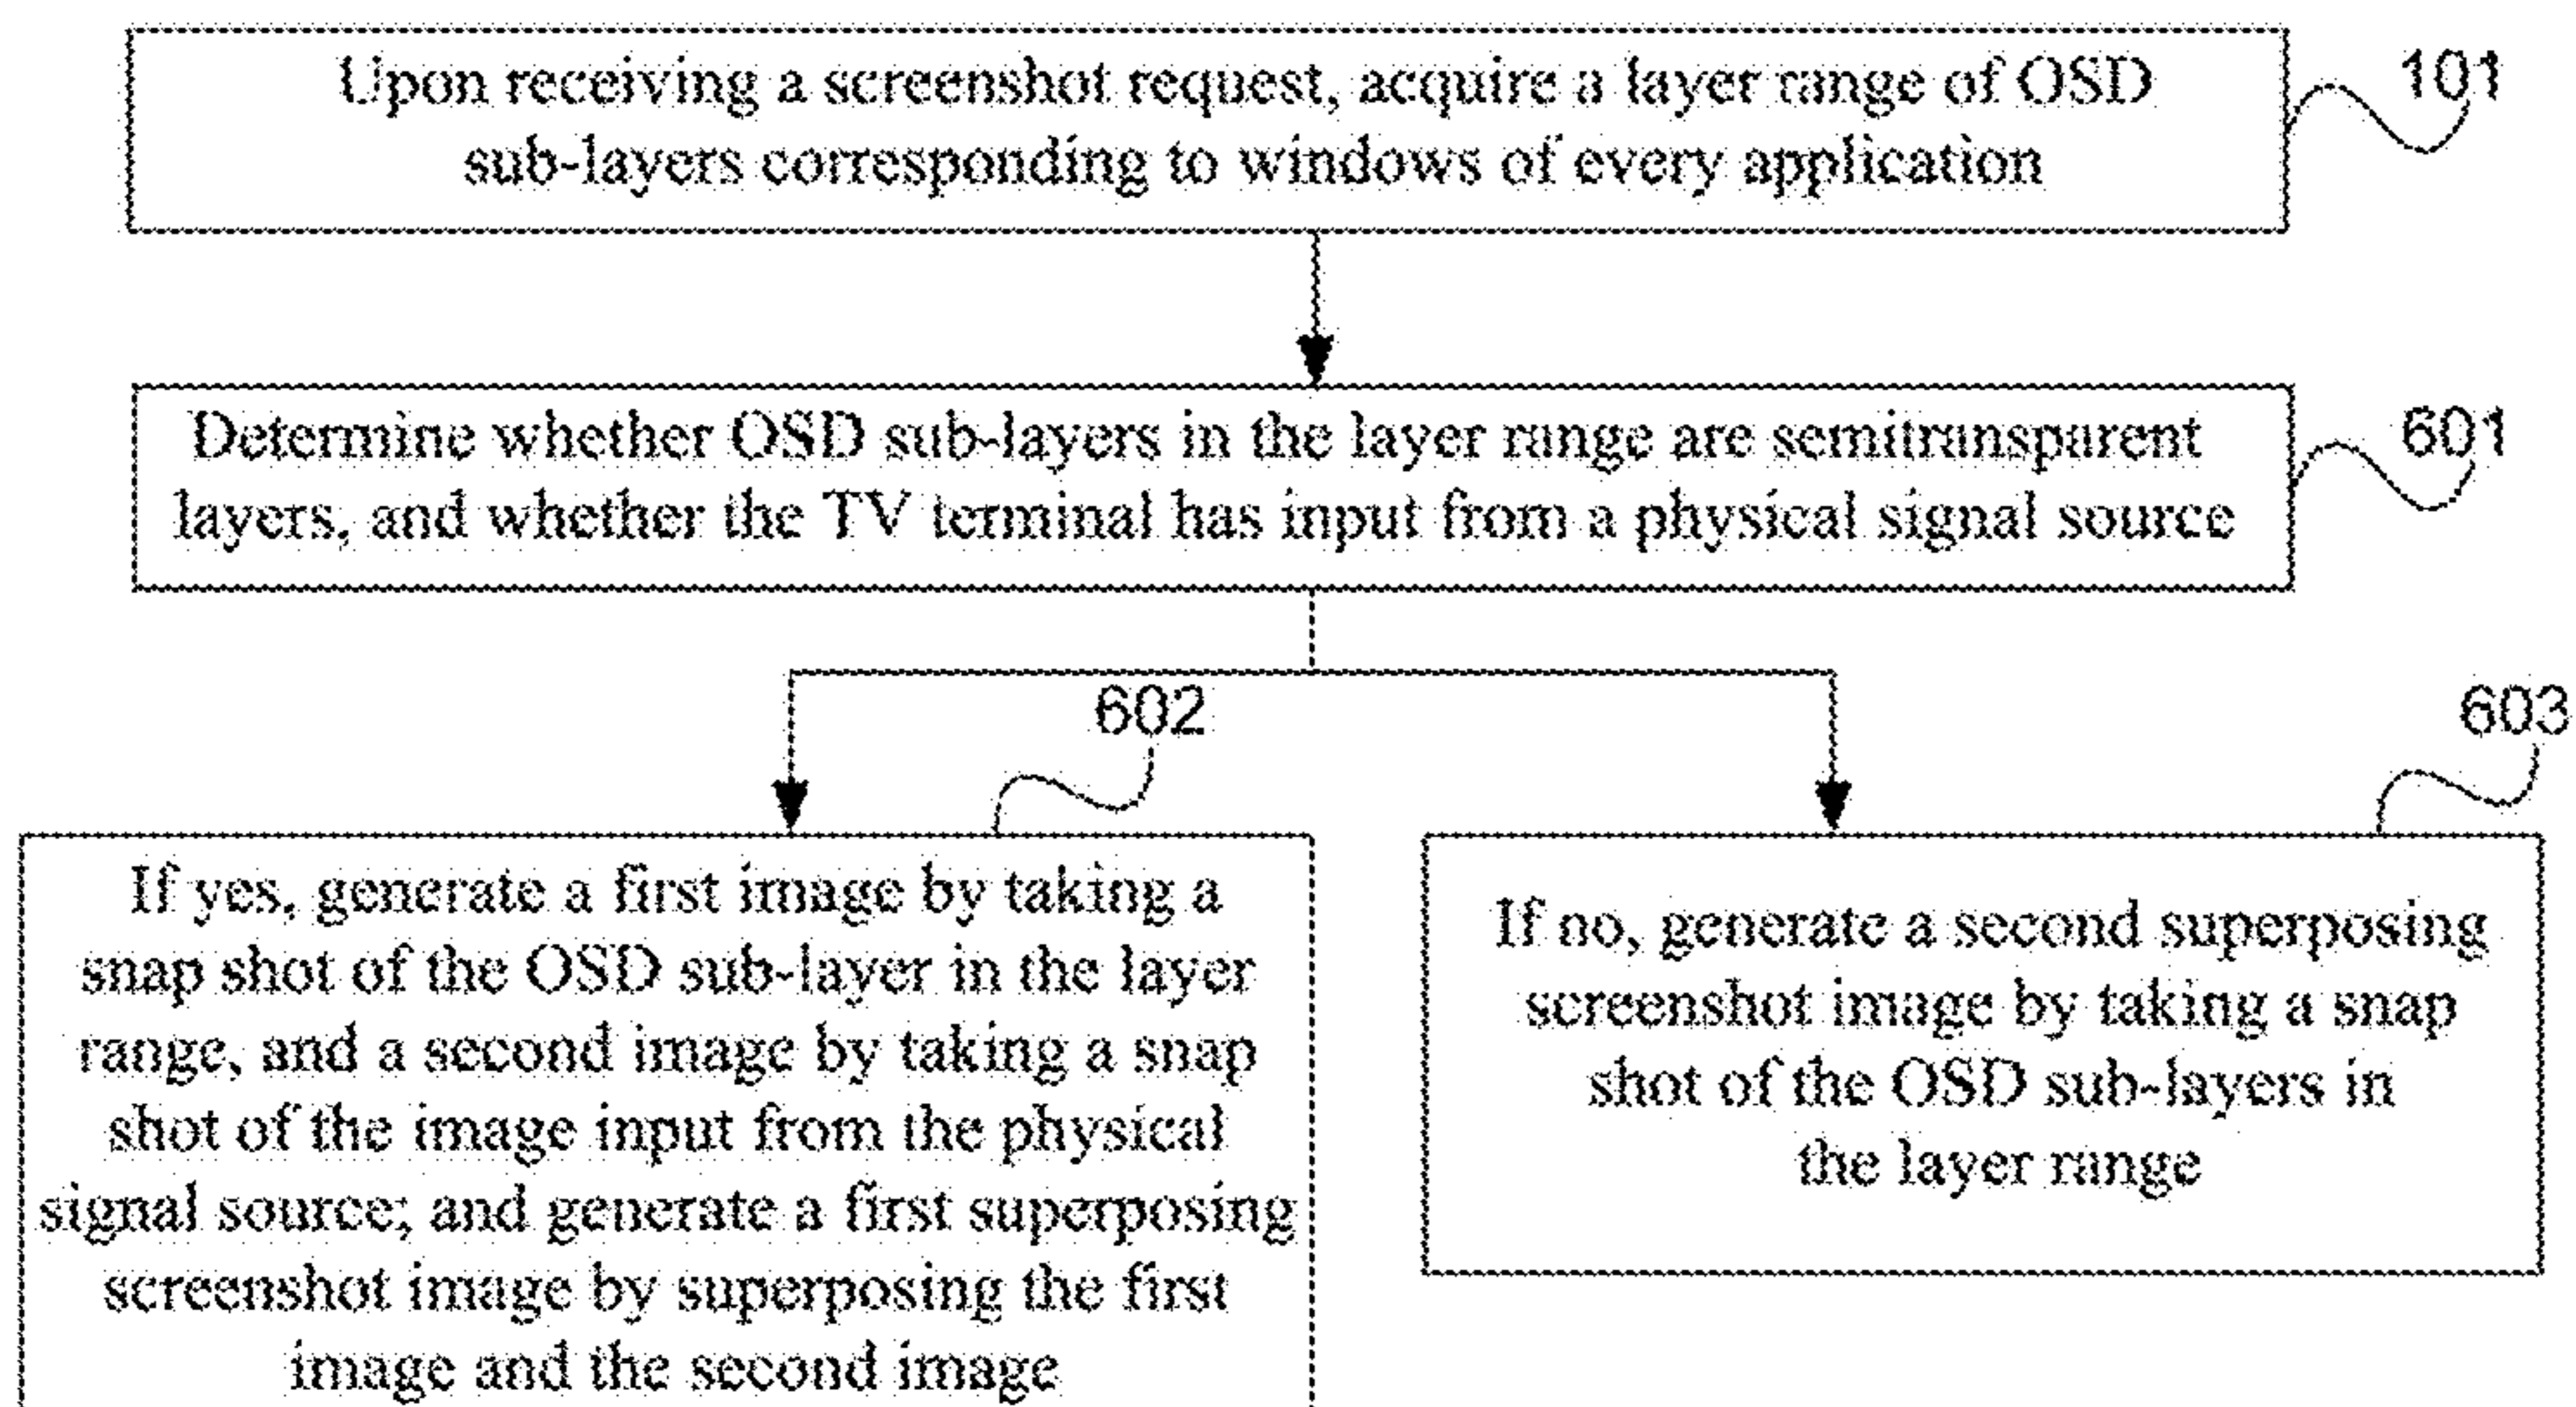 Upon receiving a screenshot request, acquire a layer range of OSD
sub-layers corresponding to windows of every application
101
Determine whether OSD sub-layers in the layer range are semitransparent
layers, and whether the TV terminal has input from a physical signal source
601
602
If yes, generate a first image by taking a
snap shot of the OSD sub-layer in the layer
range, and a second image by taking a snap
shot of the image input from the physical
signal source; and generate a first superposing
screenshot image by superposing the first
image and the second image
603
If no, generate a second superposing
screenshot image by taking a snap
shot of the OSD sub-layers in
the layer range